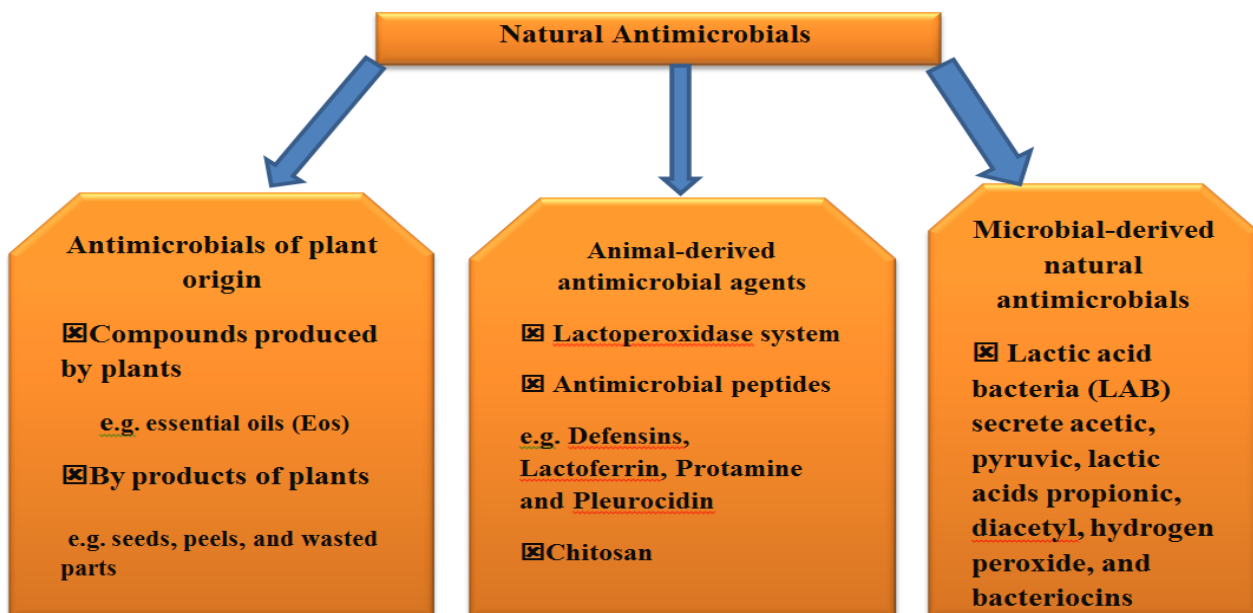 Natural Antimicrobials
Antimicrobials of plant
origin
☒Compounds produced
by plants
e.g. essential oils (Eos)
☒By products of plants
e.g. seeds, peels, and wasted
parts
Animal-derived
antimicrobial agents
☒ Lactoperoxidase system
☒ Antimicrobial peptides
e.g. Defensins,
Lactoferrin, Protamine
and Pleurocidin
☒Chitosan
Microbial-derived
natural
antimicrobials
☒ Lactic acid
bacteria (LAB)
secrete acetic,
pyruvic, lactic
acids propionic,
diacetyl, hydrogen
peroxide, and
bacteriocins